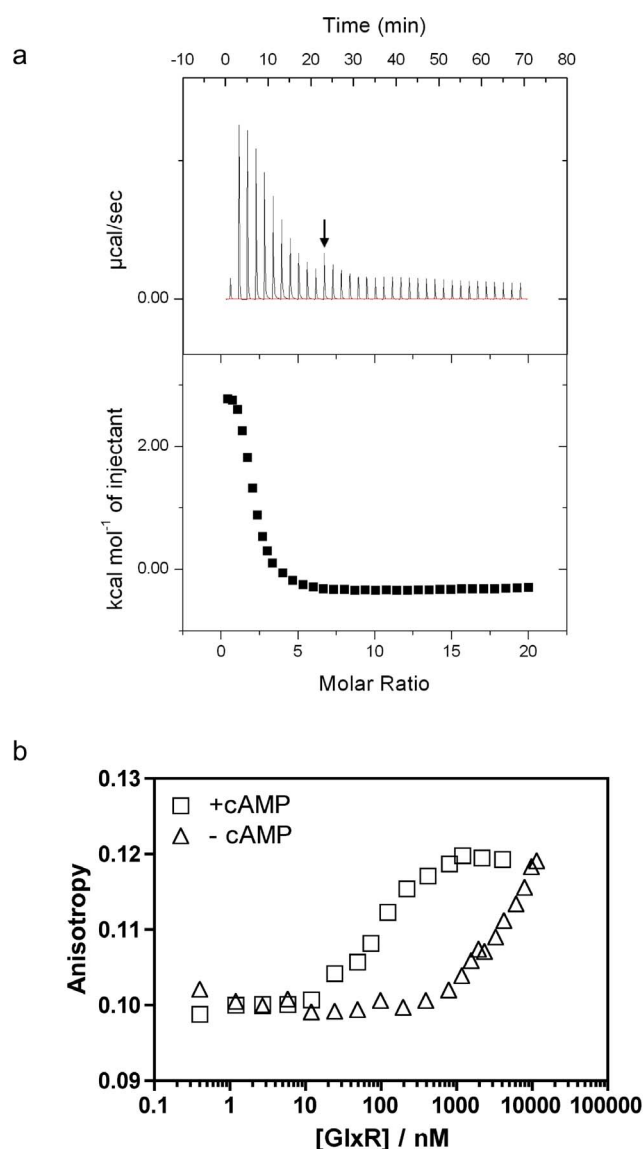 a
Time (min)
-10 0 10 20 30 40 50 60 70 80
µcal/sec
0.00
kcal mol-1 of injectant
2.00
0.00
0 5 10 15 20
Molar Ratio
b
0.13
+cAMP
- cAMP
0.12
Anisotropy
0.11
0.10
0.09
0.1 1 10 100 1000 10000 100000
[GlxR] / nM